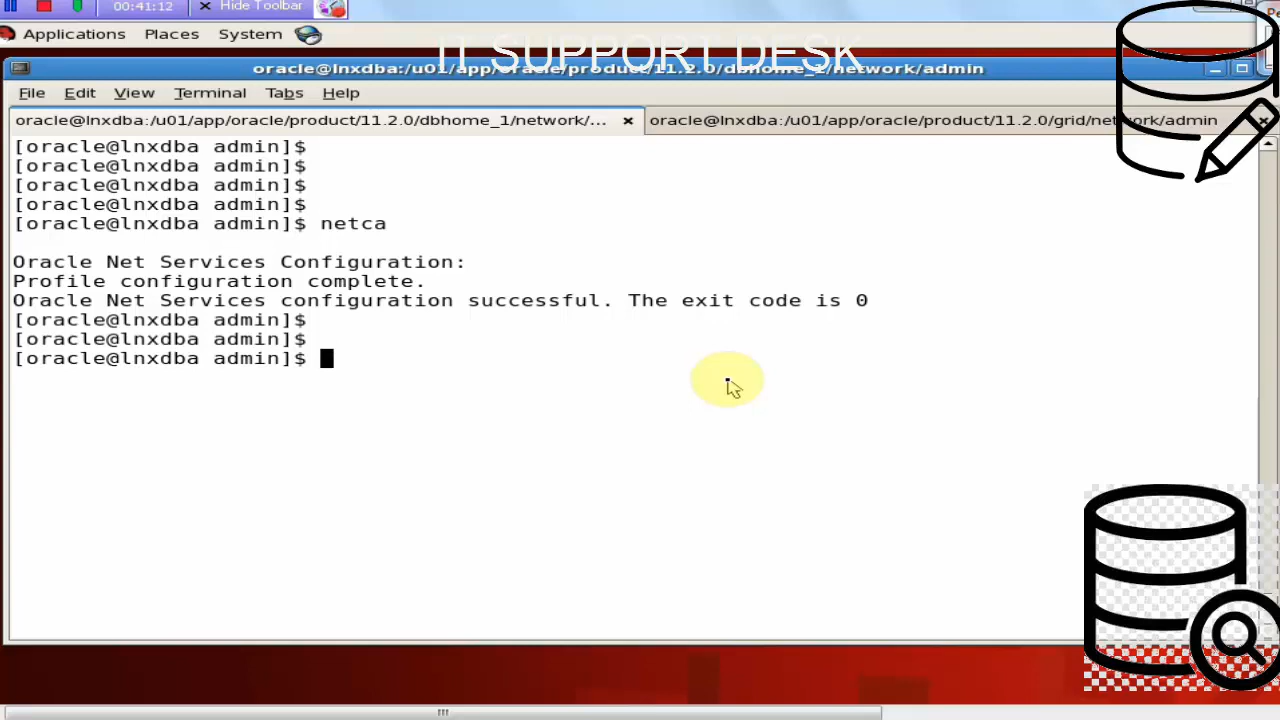 00:41:12 Hide Toolbar
Applications Places System
IT SUPPORT DESK
oracle@lnxdba:/u01/app/oracle/product/11.2.0/dbhome_1/network/admin
File Edit View Terminal Tabs Help
oracle@lnxdba:/u01/app/oracle/product/11.2.0/dbhome_1/network/... oracle@lnxdba:/u01/app/oracle/product/11.2.0/grid/network/admin
[oracle@lnxdba admin]$
[oracle@lnxdba admin]$
[oracle@lnxdba admin]$
[oracle@lnxdba admin]$
[oracle@lnxdba admin]$ netca
Oracle Net Services Configuration:
Profile configuration complete.
Oracle Net Services configuration successful. The exit code is 0
[oracle@lnxdba admin]$
[oracle@lnxdba admin]$
[oracle@lnxdba admin]$